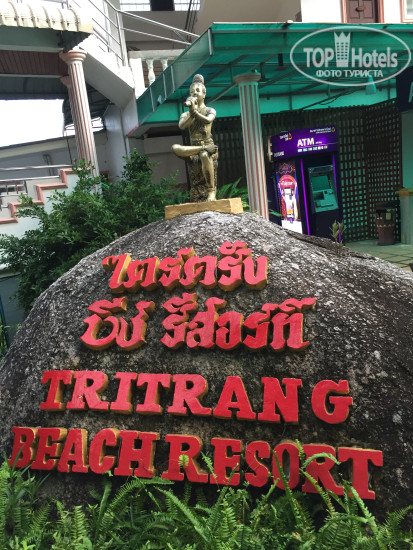 TOP Hotels
ФОТО ТУРИСТА
ATM
ไตรตรัง
บีช รีสอร์ท
TRITRANG
BEACH RESORT